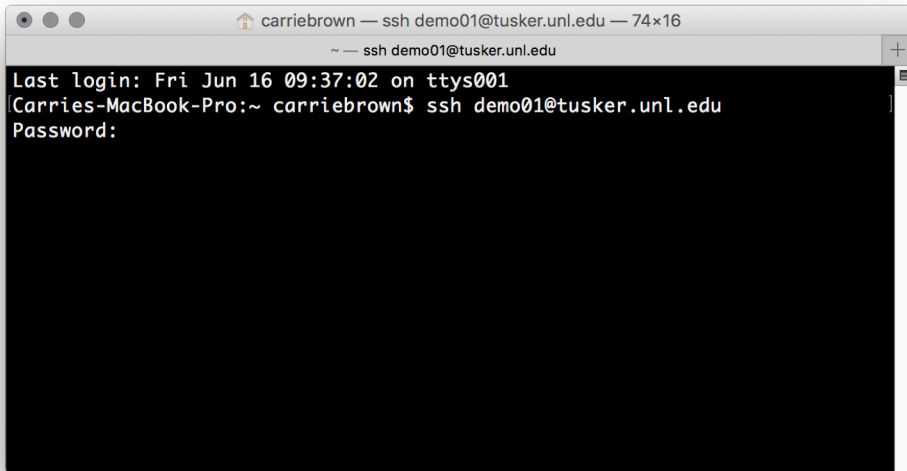 carriebrown — ssh demo01@tusker.unl.edu — 74×16
~ — ssh demo01@tusker.unl.edu
Last login: Fri Jun 16 09:37:02 on ttys001
[Carries-MacBook-Pro:~ carriebrown$ ssh demo01@tusker.unl.edu ]
Password: